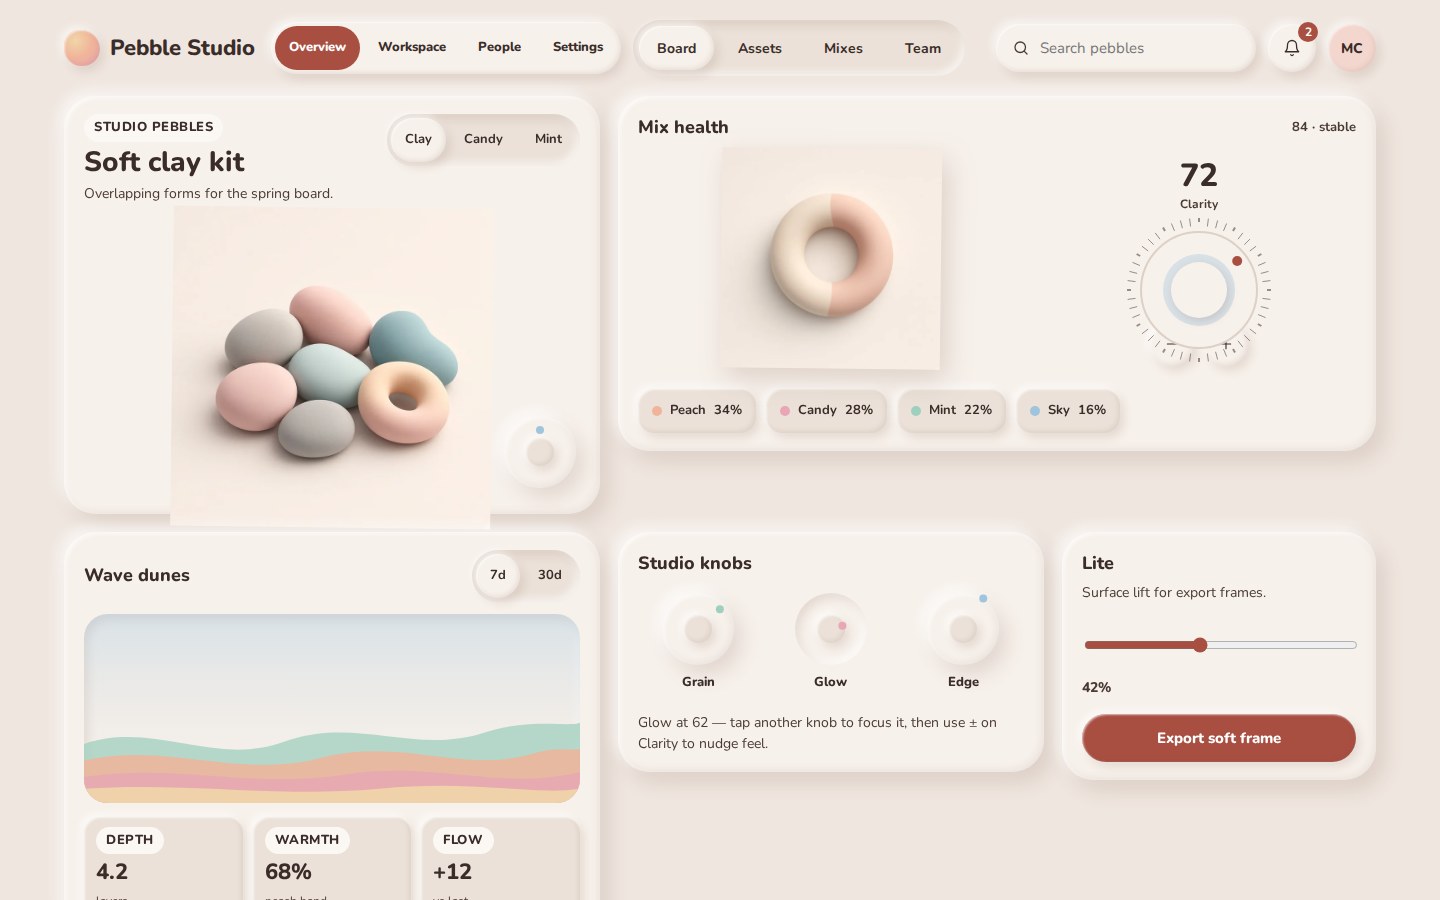 Pebble Studio
Overview
Workspace
People
Settings
Board
Assets
Mixes
Team
Search pebbles
2
MC
STUDIO PEBBLES
Soft clay kit
Overlapping forms for the spring board.
Clay
Candy
Mint
Mix health
84 · stable
72
Clarity
−
+
Peach 34%
Candy 28%
Mint 22%
Sky 16%
Wave dunes
7d
30d
DEPTH
4.2
WARMTH
68%
FLOW
+12
Studio knobs
Grain
Glow
Edge
Glow at 62 — tap another knob to focus it, then use ± on
Clarity to nudge feel.
Lite
Surface lift for export frames.
42%
Export soft frame